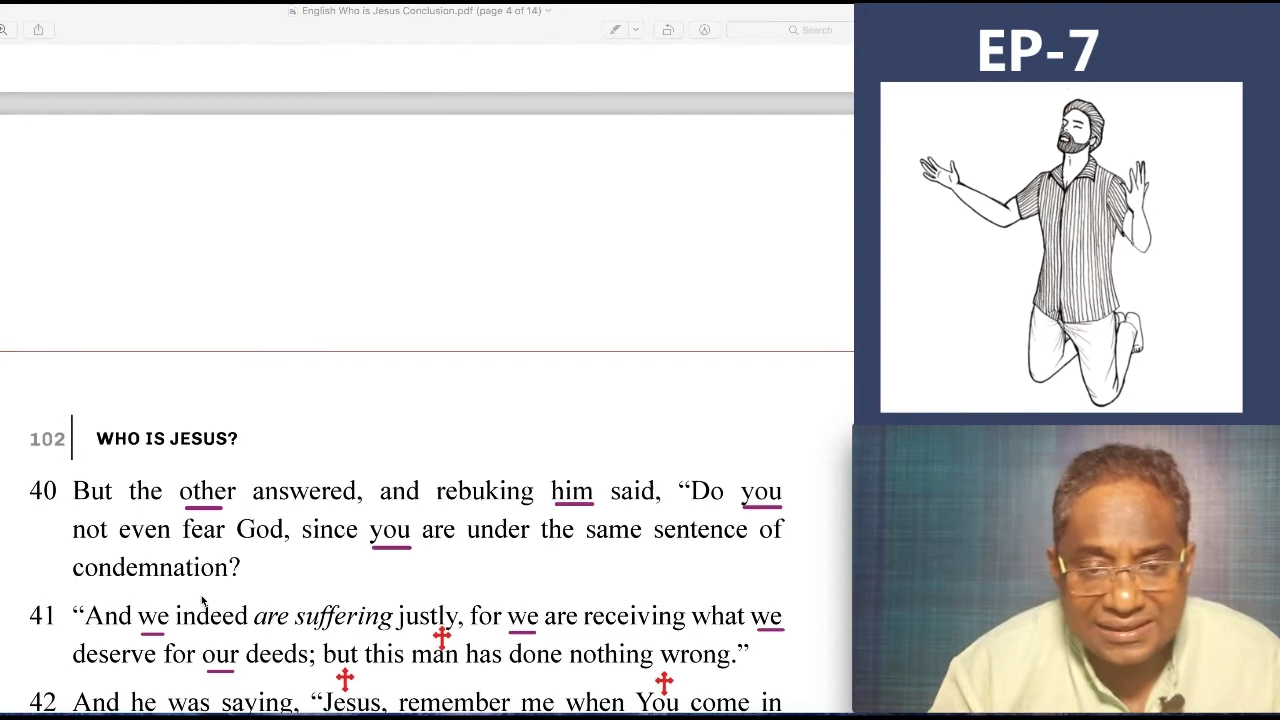 English Who is Jesus Conclusion.pdf (page 4 of 14)
Search
EP-7
102 WHO IS JESUS?
40 But the other answered, and rebuking him said, “Do you
not even fear God, since you are under the same sentence of
condemnation?
41 “And we indeed are suffering justly, for we are receiving what we
deserve for our deeds; but this man has done nothing wrong.”
42 And he was saying, “Jesus, remember me when You come in